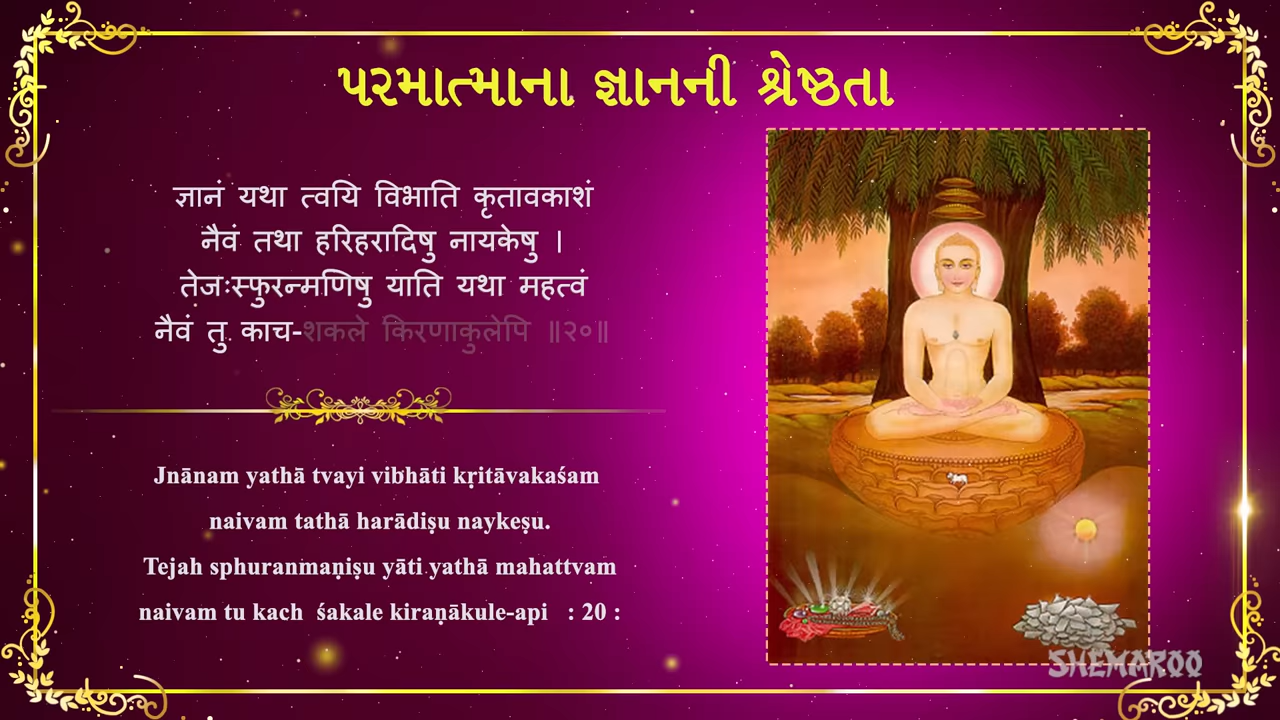 પરમાત્માના જ્ઞાનની શ્રેષ્ઠતા
ज्ञानं यथा त्वयि विभाति कृतावकाशं
नैवं तथा हरिहरादिषु नायकेषु ।
तेजःस्फुरन्मणिषु याति यथा महत्वं
नैवं तु काच-शकले किरणाकुलेपि ॥२०॥
Jnānam yathā tvayi vibhāti kṛitāvakaśam
naivam tathā harādiṣu naykeṣu.
Tejah sphuranmaṇiṣu yāti yathā mahattvam
naivam tu kach śakale kiraṇākule-api : 20 :
SHEMAROO